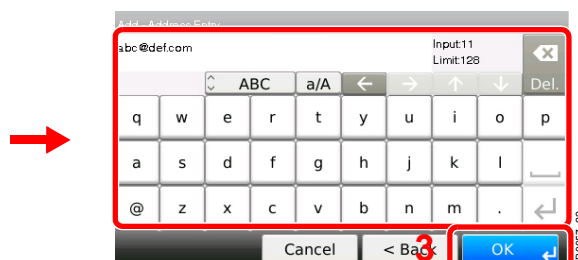 Add - Address Entry
abc@def.com
Input:11
Limit:128
ABC a/A ← → ↑ ↓ Del.
q w e r t y u i o p
a s d f g h j k l
@ z x c v b n m .
Cancel < Back 3 OK